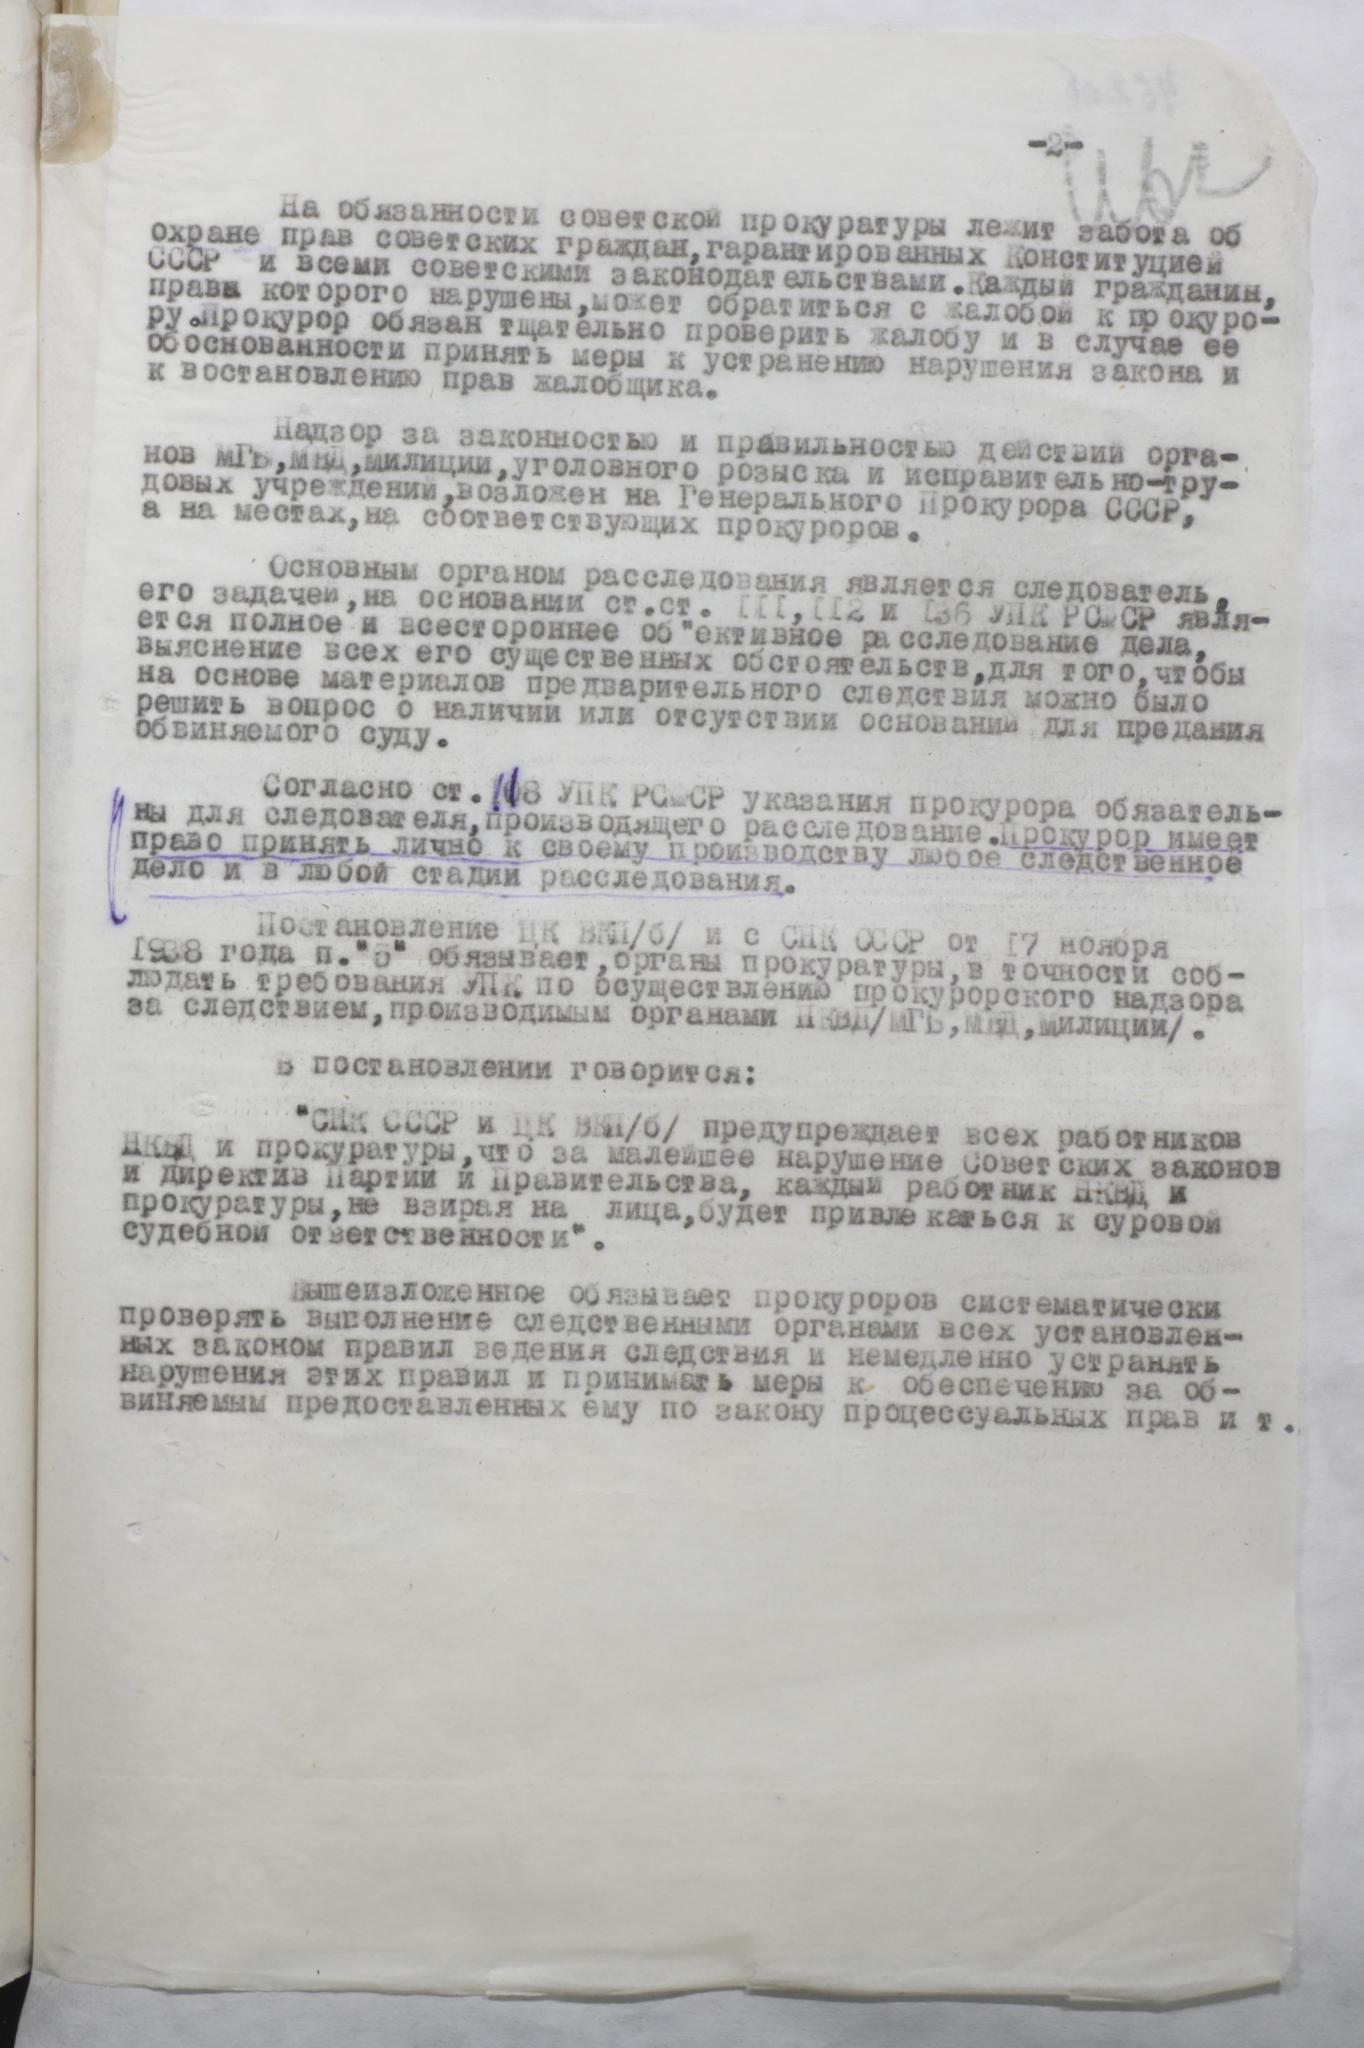 -2-
На обязанности советской прокуратуры лежит забота об
охране прав советских граждан,гарантированных Конституцией
СССР и всеми советскими законодательствами.Каждый гражданин,
права которого нарушены,может обратиться с жалобой к прокуро-
ру.Прокурор обязан тщательно проверить жалобу и в случае ее
обоснованности принять меры к устранению нарушения закона и
к востановлению прав жалобщика.
Надзор за законностью и правильностью действий орга-
нов МГБ,МВД,милиции,уголовного розыска и исправительно-тру-
довых учреждений,возложен на Генерального Прокурора СССР,
а на местах,на соответствующих прокуроров.
Основным органом расследования является следователь,
его задачей,на основании ст.ст. III,II2 и I36 УПК РСФСР явля-
ется полное и всестороннее об"ективное расследование дела,
выяснение всех его существенных обстоятельств,для того,чтобы
на основе материалов предварительного следствия можно было
решить вопрос о наличии или отсутствии оснований для предания
обвиняемого суду.
Согласно ст.118 УПК РСФСР указания прокурора обязатель-
ны для следователя,производящего расследование.Прокурор имеет
право принять лично к своему производству любое следственное
дело и в любой стадии расследования.
Постановление ЦК ВКП/б/ и с СНК СССР от I7 ноября
I938 года п."5" обязывает,органы прокуратуры,в точности соб-
людать требования УПК по осуществлению прокурорского надзора
за следствием,производимым органами НКВД/МГБ,МВД,милиции/.
В постановлении говорится:
"СНК СССР и ЦК ВКП/б/ предупреждает всех работников
НКВД и прокуратуры,что за малейшее нарушение Советских законов
и директив Партии и Правительства, каждый работник НКВД и
прокуратуры,не взирая на лица,будет привлекаться к суровой
судебной ответственности".
Вышеизложенное обязывает прокуроров систематически
проверять выполнение следственными органами всех установлен-
ных законом правил ведения следствия и немедленно устранять
нарушения этих правил и принимать меры к обеспечению за об-
виняемым предоставленных ему по закону процессуальных прав и т.